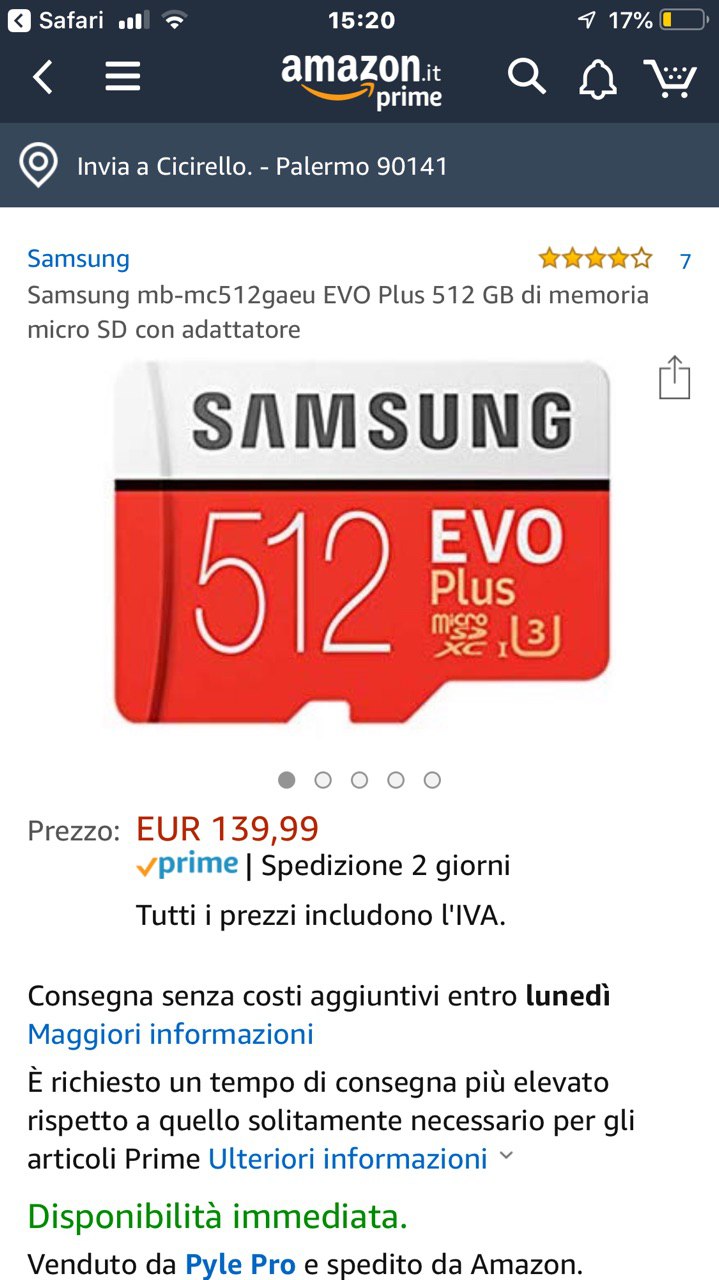 Safari 15:20 17%
amazon.it
prime
Invia a Cicirello. - Palermo 90141
Samsung 7
Samsung mb-mc512gaeu EVO Plus 512 GB di memoria
micro SD con adattatore
SAMSUNG
512 EVO
Plus
micro
SD
XC I U3
Prezzo: EUR 139,99
prime | Spedizione 2 giorni
Tutti i prezzi includono l'IVA.
Consegna senza costi aggiuntivi entro lunedì
Maggiori informazioni
È richiesto un tempo di consegna più elevato
rispetto a quello solitamente necessario per gli
articoli Prime Ulteriori informazioni
Disponibilità immediata.
Venduto da Pyle Pro e spedito da Amazon.